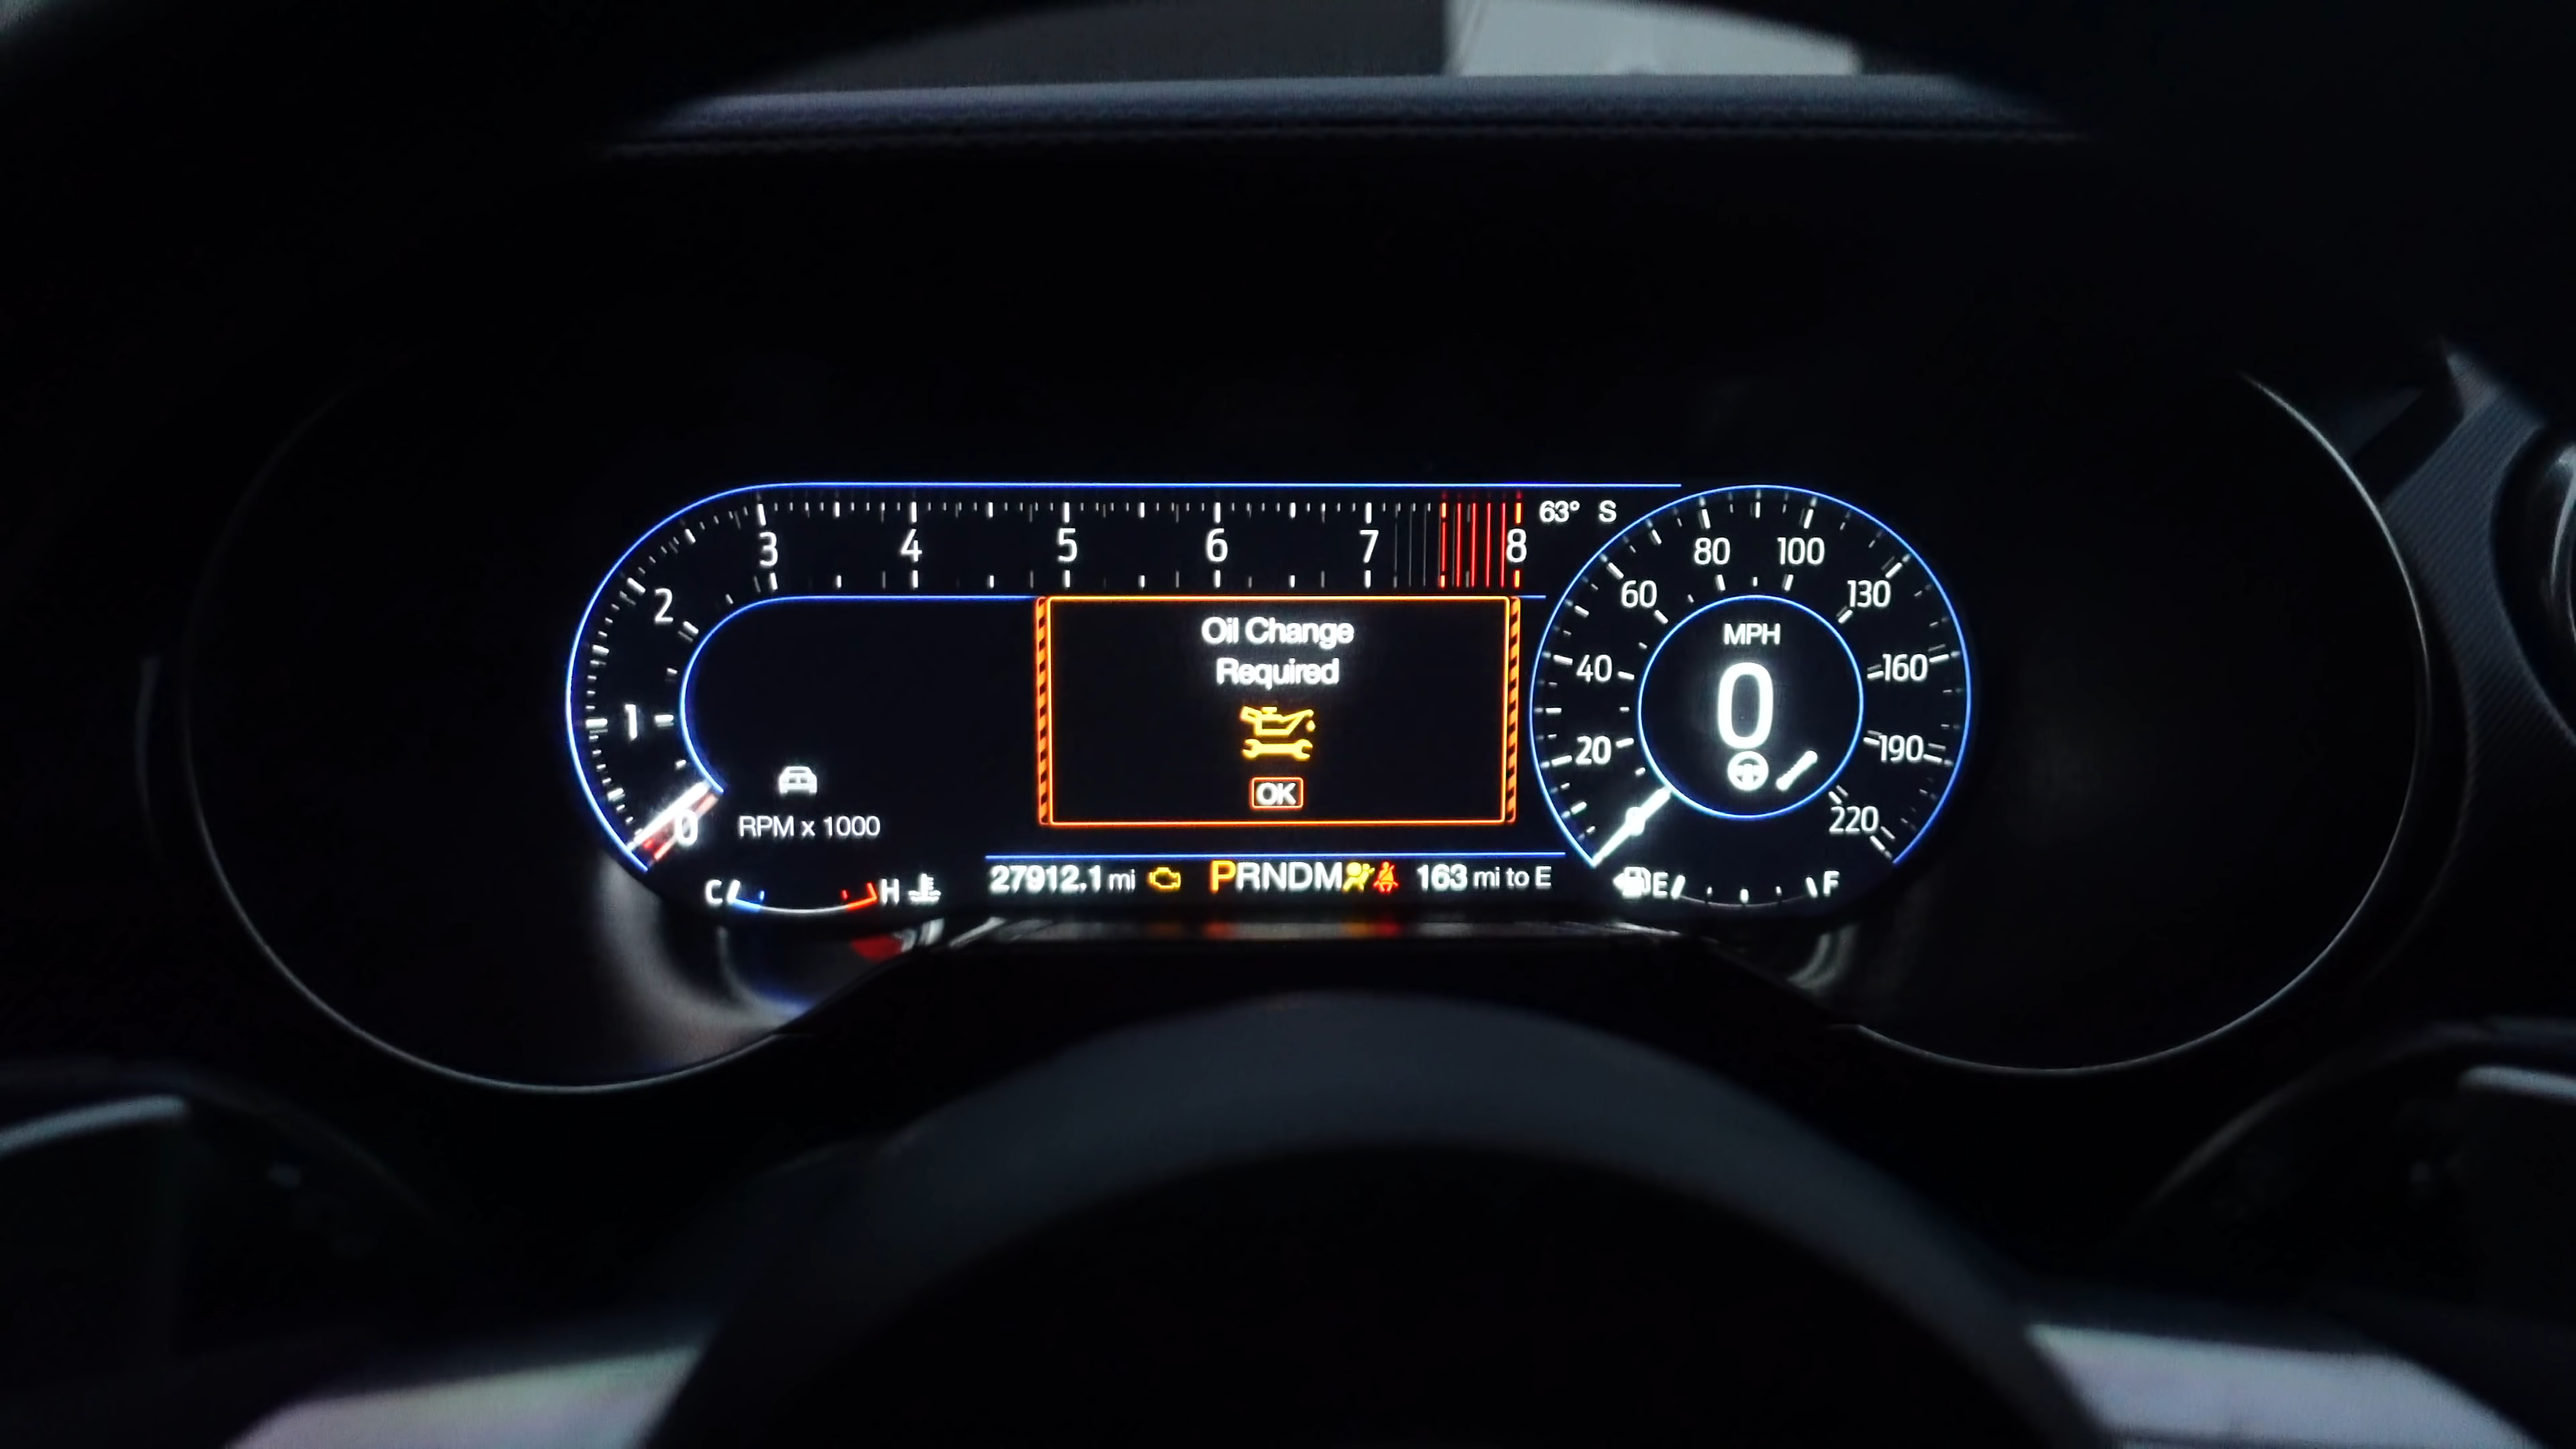 3 4 5 6 7 8
63° S
2
1
0
RPM x 1000
C H
Oil Change
Required
OK
27912.1 mi
PRNDM
163 mi to E
20 40 60 80 100 130 160 190 220
MPH
0
E F